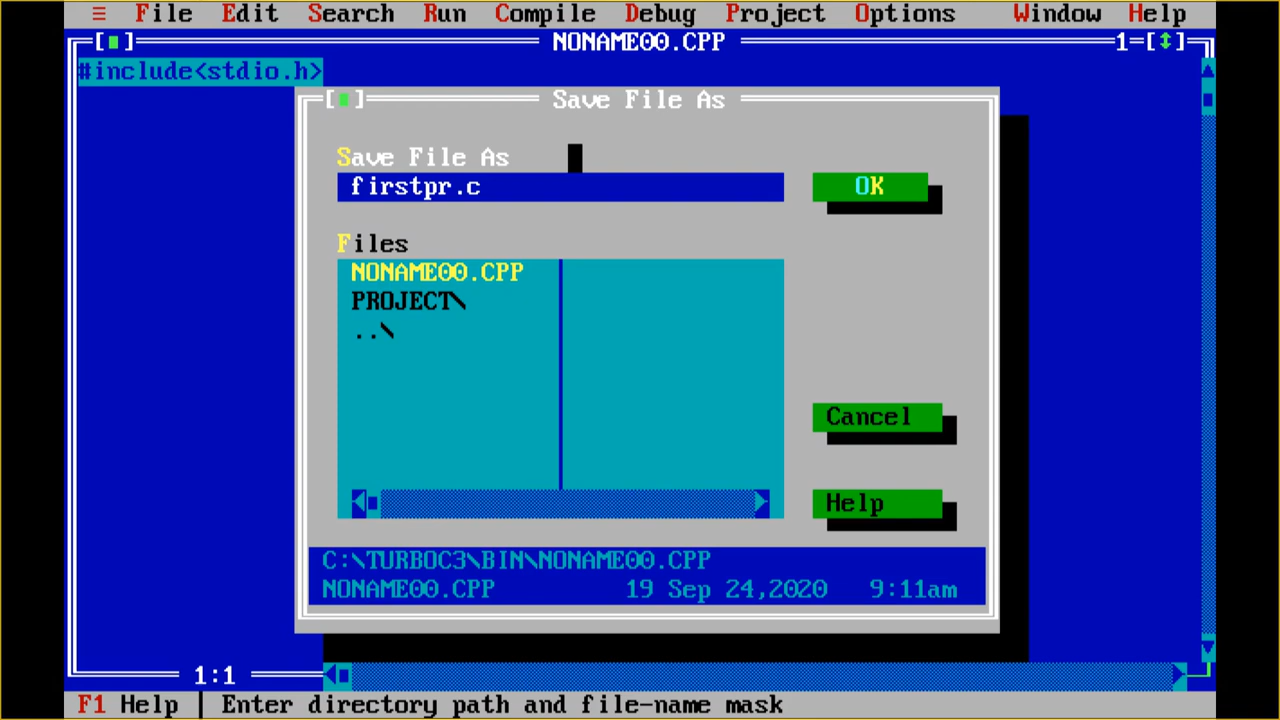 ≡ File Edit Search Run Compile Debug Project Options Window Help
NONAME00.CPP 1
#include<stdio.h>
Save File As
Save File As
firstpr.c
OK
Files
NONAME00.CPP
PROJECT\
..\
Cancel
Help
C:\TURBOC3\BIN\NONAME00.CPP
NONAME00.CPP 19 Sep 24,2020 9:11am
1:1
F1 Help | Enter directory path and file-name mask